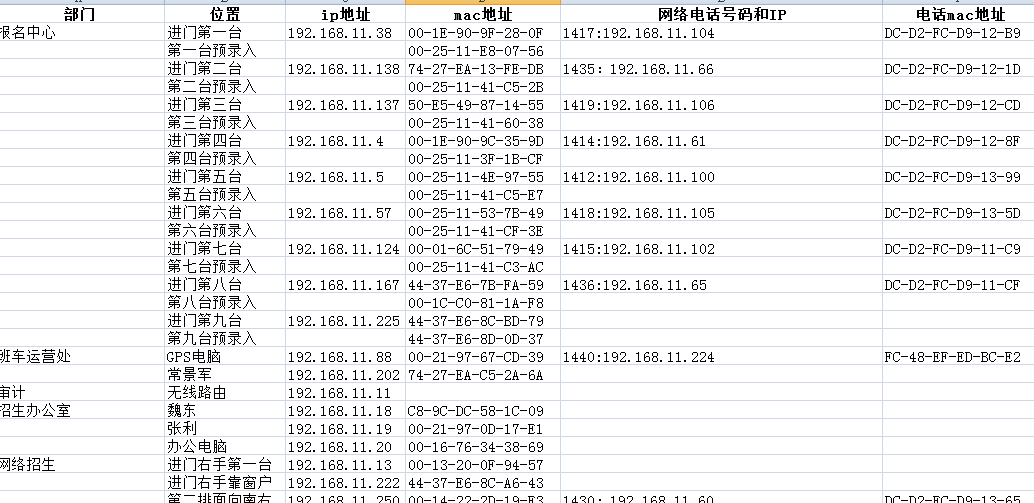 部门 位置 ip地址 mac地址 网络电话号码和IP 电话mac地址
报名中心 进门第一台 192.168.11.38 00-1E-90-9F-28-0F 1417:192.168.11.104 DC-D2-FC-D9-12-B9
第一台预录入 00-25-11-E8-07-56
进门第二台 192.168.11.138 74-27-EA-13-FE-DB 1435：192.168.11.66 DC-D2-FC-D9-12-1D
第二台预录入 00-25-11-41-C5-2B
进门第三台 192.168.11.137 50-E5-49-87-14-55 1419:192.168.11.106 DC-D2-FC-D9-12-CD
第三台预录入 00-25-11-41-60-38
进门第四台 192.168.11.4 00-1E-90-9C-35-9D 1414:192.168.11.61 DC-D2-FC-D9-12-8F
第四台预录入 00-25-11-3F-1B-CF
进门第五台 192.168.11.5 00-25-11-4E-97-55 1412:192.168.11.100 DC-D2-FC-D9-13-99
第五台预录入 00-25-11-41-C5-E7
进门第六台 192.168.11.57 00-25-11-53-7B-49 1418:192.168.11.105 DC-D2-FC-D9-13-5D
第六台预录入 00-25-11-41-CF-3E
进门第七台 192.168.11.124 00-01-6C-51-79-49 1415:192.168.11.102 DC-D2-FC-D9-11-C9
第七台预录入 00-25-11-41-C3-AC
进门第八台 192.168.11.167 44-37-E6-7B-FA-59 1436:192.168.11.65 DC-D2-FC-D9-11-CF
第八台预录入 00-1C-C0-81-1A-F8
进门第九台 192.168.11.225 44-37-E6-8C-BD-79
第九台预录入 44-37-E6-8D-0D-37
班车运营处 GPS电脑 192.168.11.88 00-21-97-67-CD-39 1440:192.168.11.224 FC-48-EF-ED-BC-E2
常景军 192.168.11.202 74-27-EA-C5-2A-6A
审计 无线路由 192.168.11.11
招生办公室 魏东 192.168.11.18 C8-9C-DC-58-1C-09
张利 192.168.11.19 00-21-97-0D-17-E1
办公电脑 192.168.11.20 00-16-76-34-38-69
网络招生 进门右手第一台 192.168.11.13 00-13-20-0F-94-57
进门右手靠窗户 192.168.11.222 44-37-E6-8C-A6-43
第二排面向南右 192.168.11.250 00-14-22-2D-19-E3 1430：192.168.11.60 DC-D2-FC-D9-13-65